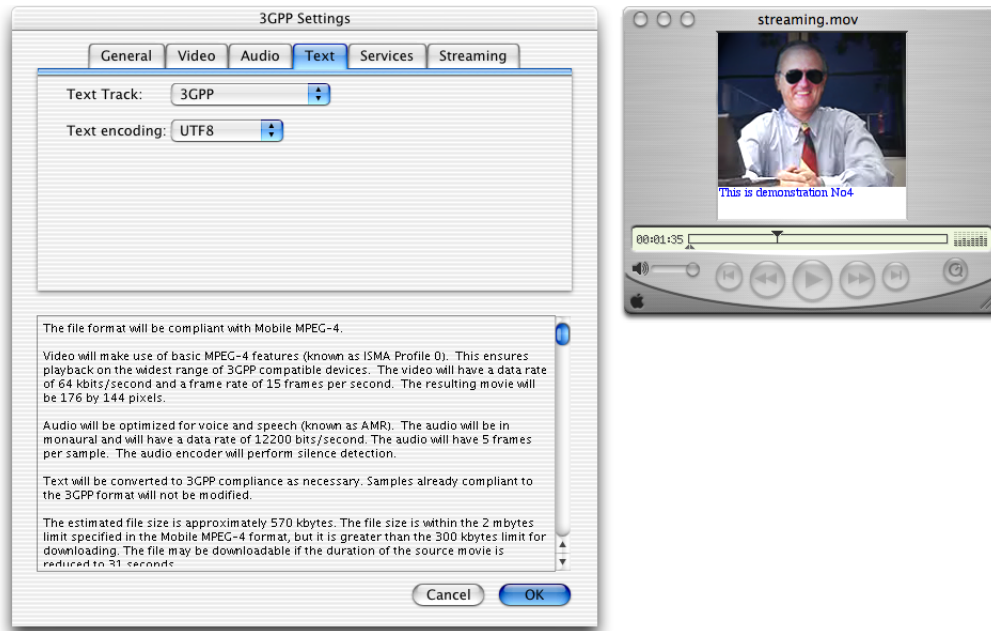 3GPP Settings
General Video Audio Text Services Streaming
Text Track: 3GPP
Text encoding: UTF8
The file format will be compliant with Mobile MPEG-4.
Video will make use of basic MPEG-4 features (known as ISMA Profile 0). This ensures
playback on the widest range of 3GPP compatible devices. The video will have a data rate
of 64 kbits/second and a frame rate of 15 frames per second. The resulting movie will
be 176 by 144 pixels.
Audio will be optimized for voice and speech (known as AMR). The audio will be in
monaural and will have a data rate of 12200 bits/second. The audio will have 5 frames
per sample. The audio encoder will perform silence detection.
Text will be converted to 3GPP compliance as necessary. Samples already compliant to
the 3GPP format will not be modified.
The estimated file size is approximately 570 kbytes. The file size is within the 2 mbytes
limit specified in the Mobile MPEG-4 format, but it is greater than the 300 kbytes limit for
downloading. The file may be downloadable if the duration of the source movie is
reduced to 31 seconds
Cancel OK
streaming.mov
This is demonstration No4
00:01:35